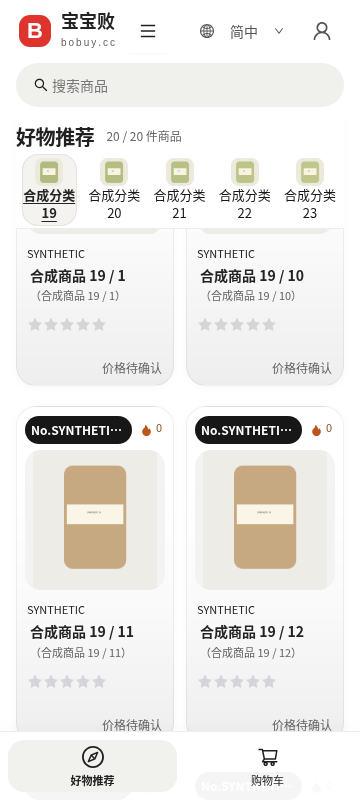 B 宝宝败
bobuy.cc
简中
搜索商品
好物推荐 20 / 20 件商品
合成分类 19
合成分类 20
合成分类 21
合成分类 22
合成分类 23
SYNTHETIC
合成商品 19 / 1
（合成商品 19 / 1）
价格待确认
SYNTHETIC
合成商品 19 / 10
（合成商品 19 / 10）
价格待确认
No.SYNTHETI… 0
SYNTHETIC
合成商品 19 / 11
（合成商品 19 / 11）
价格待确认
No.SYNTHETI… 0
SYNTHETIC
合成商品 19 / 12
（合成商品 19 / 12）
价格待确认
好物推荐
购物车